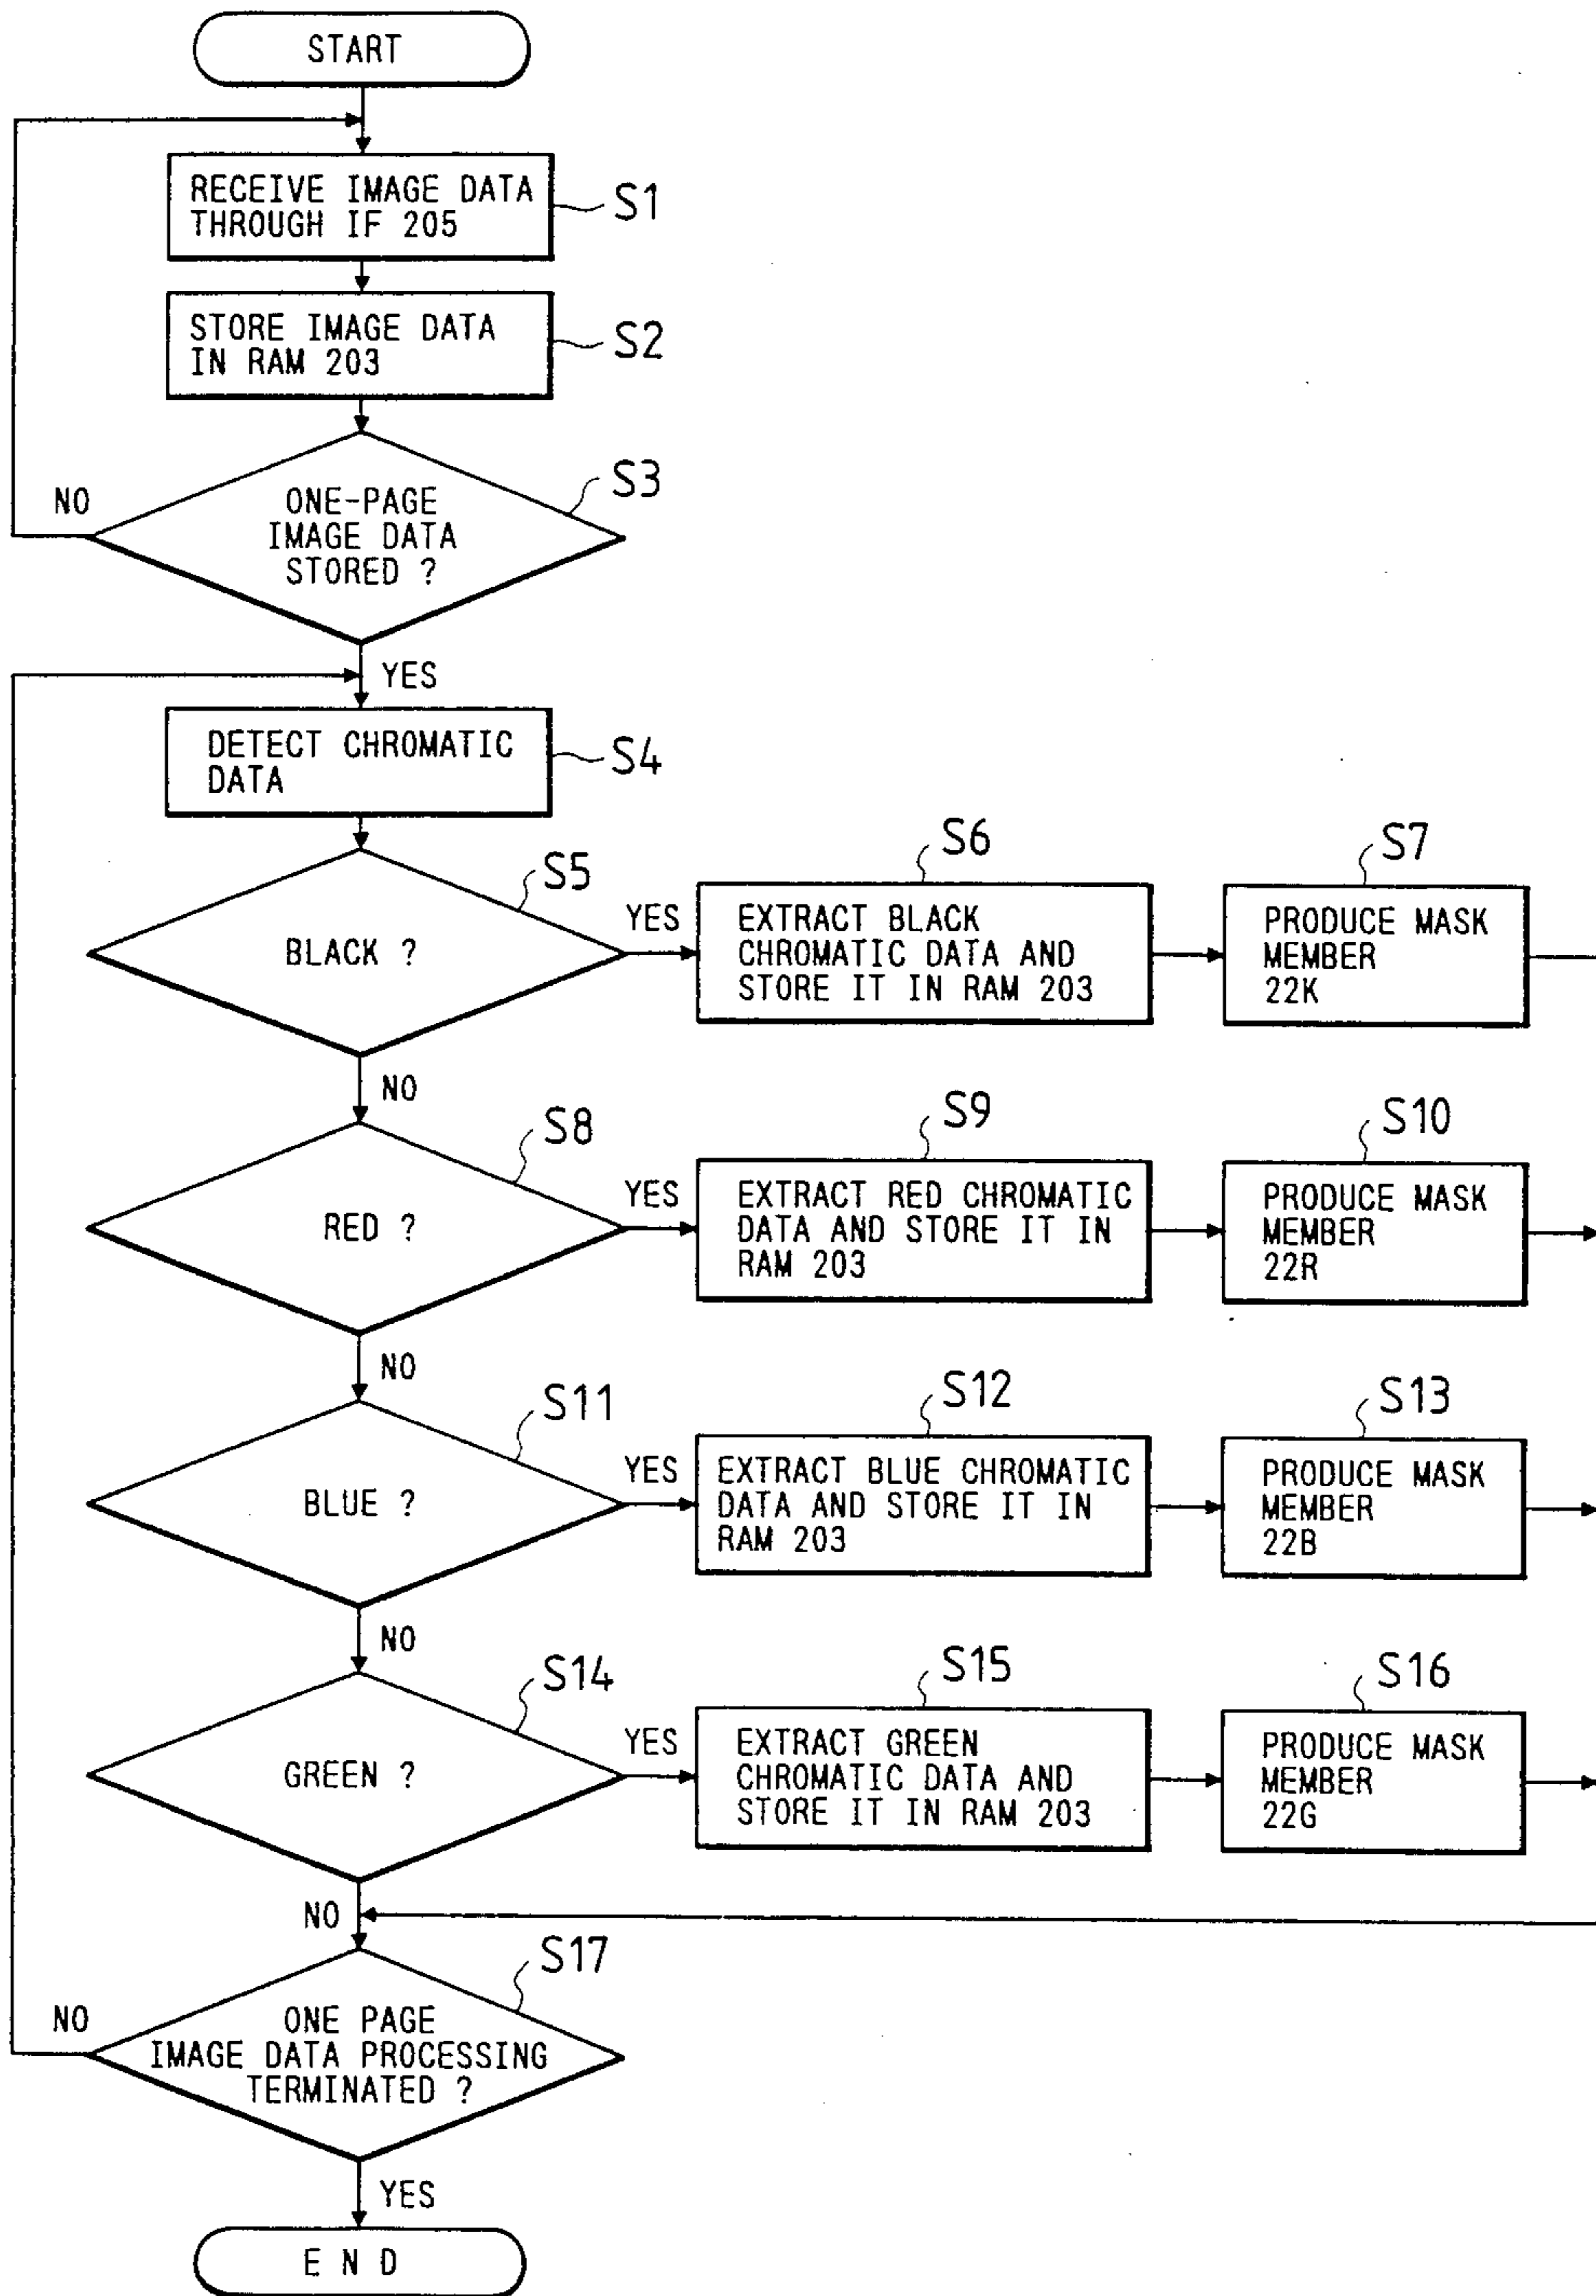 START
RECEIVE IMAGE DATA
THROUGH IF 205
S1
STORE IMAGE DATA
IN RAM 203
S2
S3
NO
ONE-PAGE
IMAGE DATA
STORED ?
YES
DETECT CHROMATIC
DATA
S4
S5
BLACK ?
YES
S6
EXTRACT BLACK
CHROMATIC DATA AND
STORE IT IN RAM 203
S7
PRODUCE MASK
MEMBER
22K
NO
S8
RED ?
YES
S9
EXTRACT RED CHROMATIC
DATA AND STORE IT IN
RAM 203
S10
PRODUCE MASK
MEMBER
22R
NO
S11
BLUE ?
YES
S12
EXTRACT BLUE CHROMATIC
DATA AND STORE IT IN
RAM 203
S13
PRODUCE MASK
MEMBER
22B
NO
S14
GREEN ?
YES
S15
EXTRACT GREEN
CHROMATIC DATA AND
STORE IT IN RAM 203
S16
PRODUCE MASK
MEMBER
22G
NO
S17
NO
ONE PAGE
IMAGE DATA PROCESSING
TERMINATED ?
YES
E N D